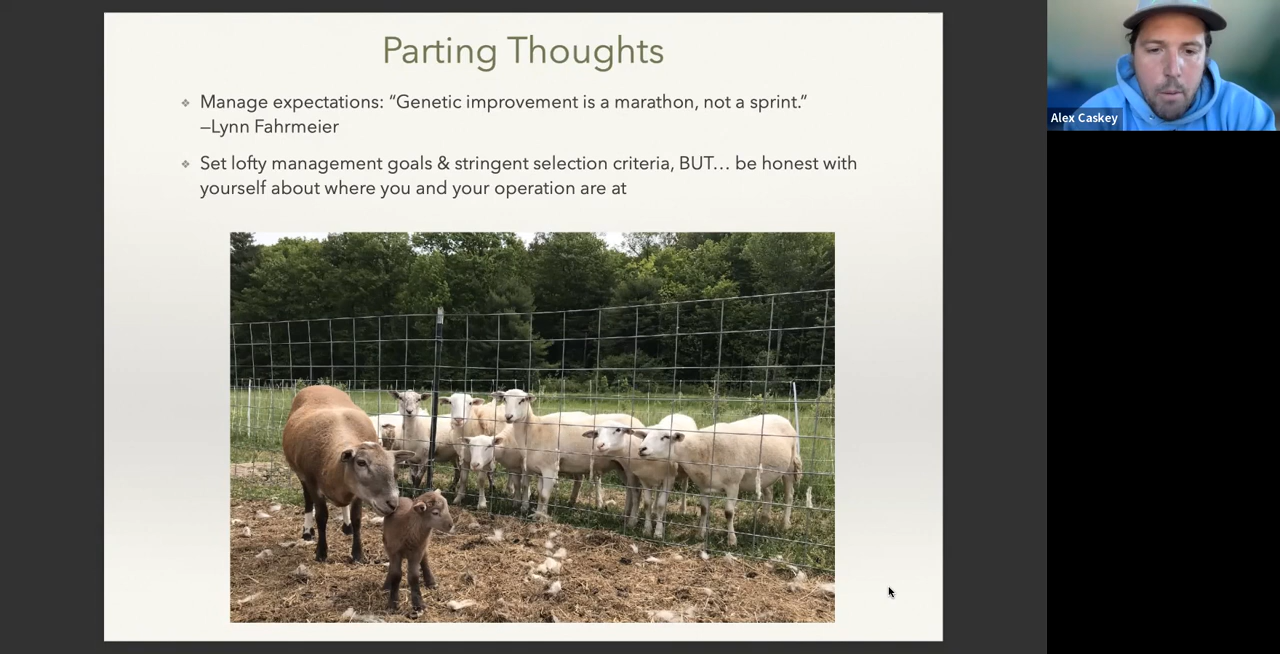 Parting Thoughts
Manage expectations: “Genetic improvement is a marathon, not a sprint.”
–Lynn Fahrmeier
Set lofty management goals & stringent selection criteria, BUT... be honest with
yourself about where you and your operation are at
Alex Caskey